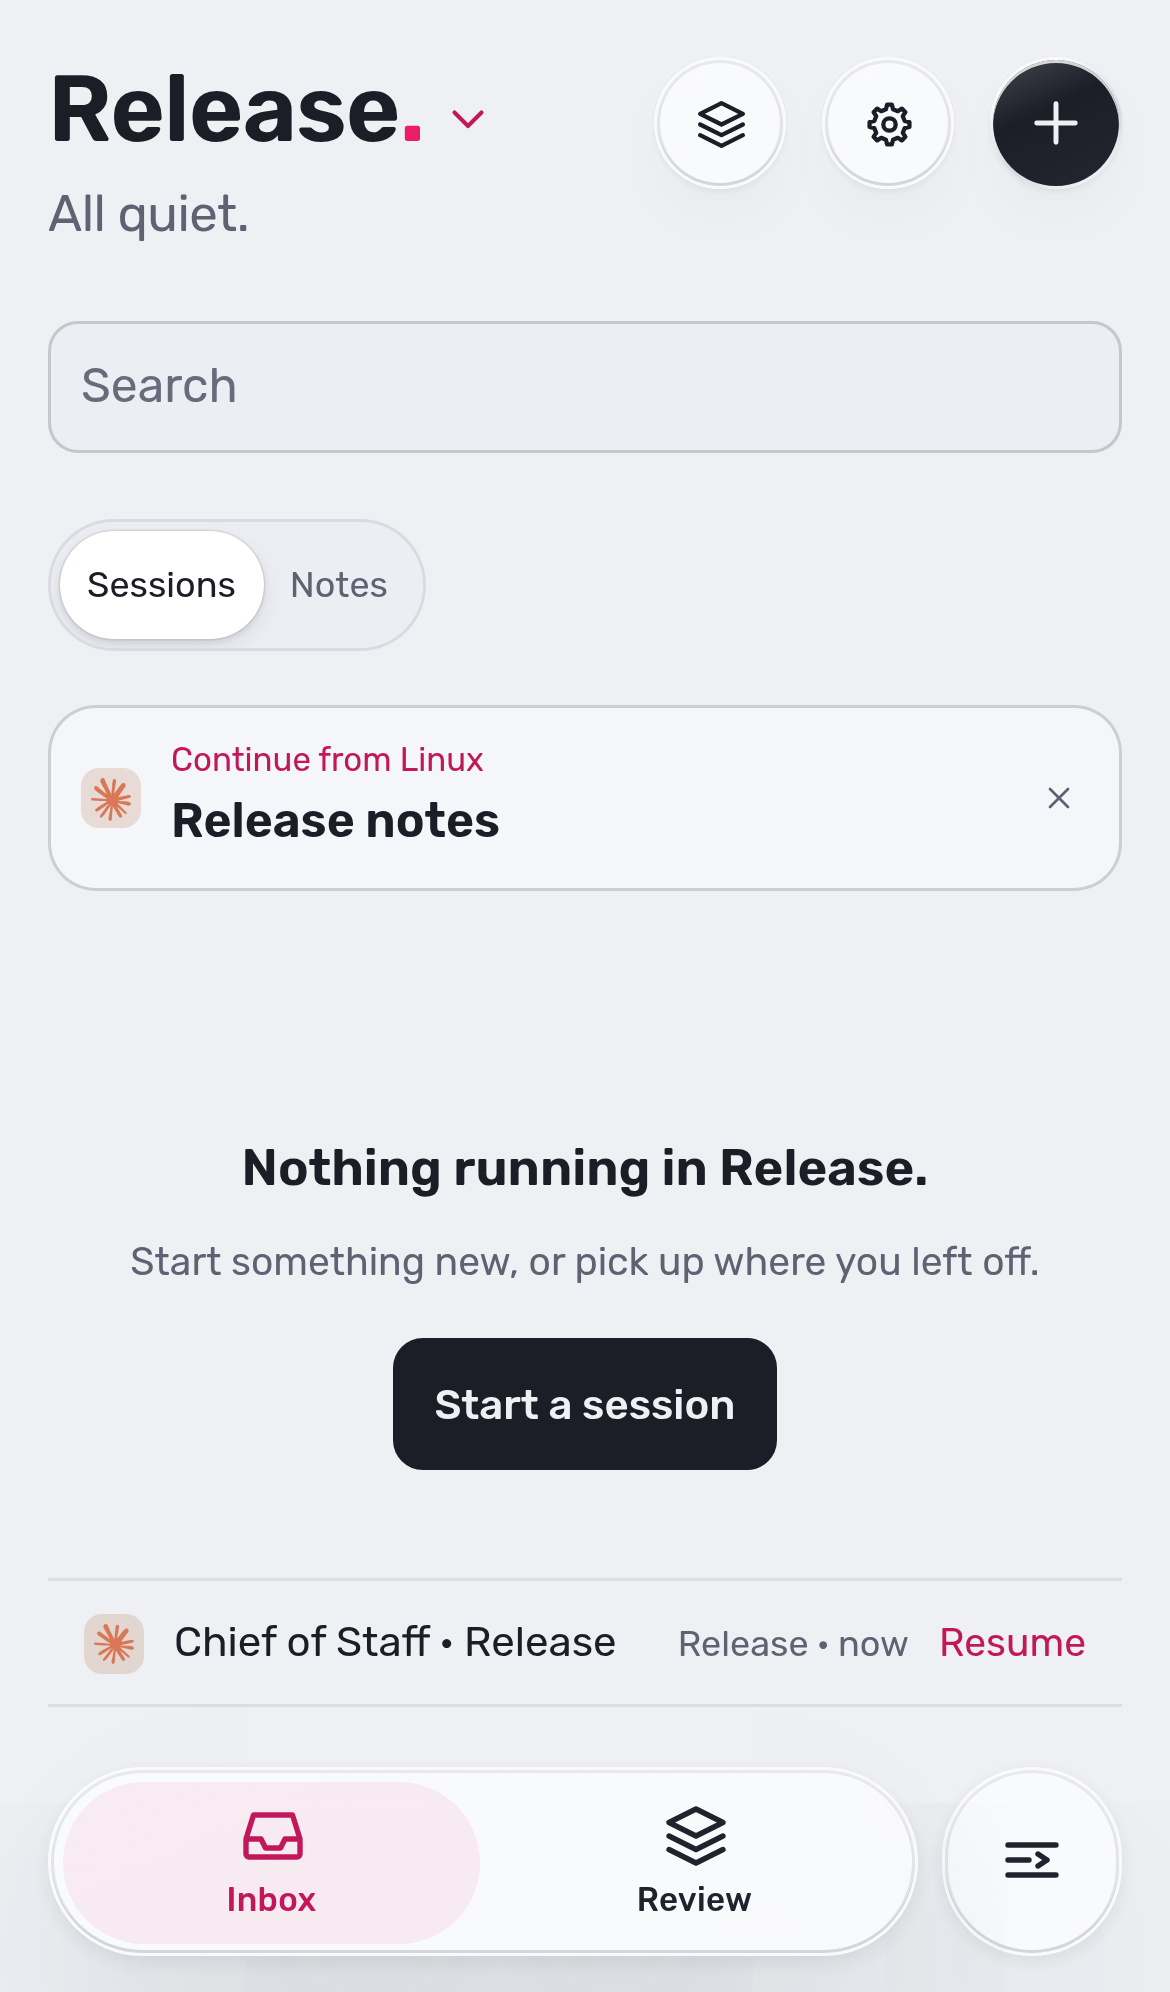 Release.
All quiet.
Search
Sessions Notes
Continue from Linux
Release notes
Nothing running in Release.
Start something new, or pick up where you left off.
Start a session
Chief of Staff • Release Release • now Resume
Inbox Review